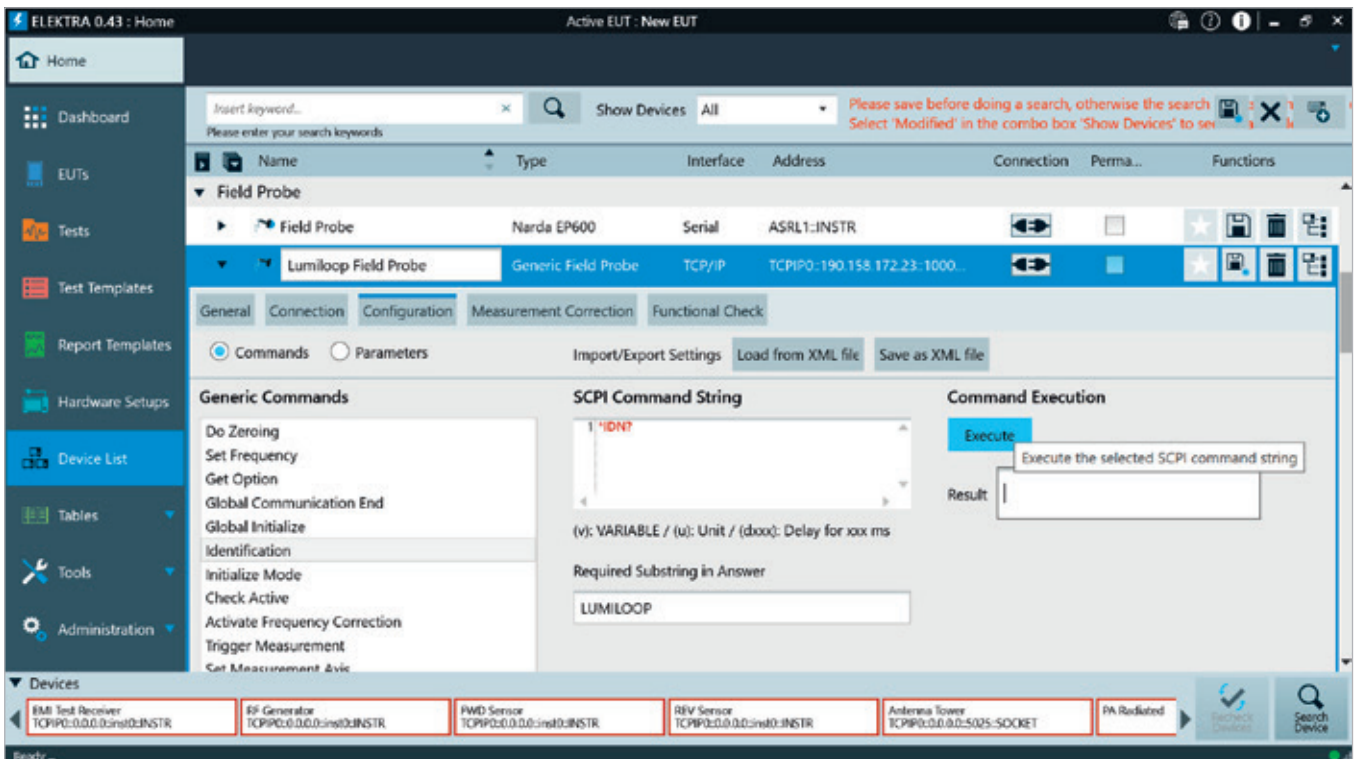 ELEKTRA 0.43 : Home
Active EUT : New EUT
Home
Dashboard
EUTs
Tests
Test Templates
Report Templates
Hardware Setups
Device List
Tables
Tools
Administration
Insert keyword...
Please enter your search keywords
Show Devices All
Please save before doing a search, otherwise the search
Select 'Modified' in the combo box 'Show Devices' to
Name Type Interface Address Connection Perma... Functions
Field Probe
Field Probe Narda EP600 Serial ASRL1::INSTR
Lumiloop Field Probe Generic Field Probe TCP/IP TCPIP0::190.158.172.23::1000...
General Connection Configuration Measurement Correction Functional Check
Commands Parameters Import/Export Settings Load from XML file Save as XML file
Generic Commands
Do Zeroing
Set Frequency
Get Option
Global Communication End
Global Initialize
Identification
Initialize Mode
Check Active
Activate Frequency Correction
Trigger Measurement
Set Measurement Axis
SCPI Command String
1 *IDN?
(v): VARIABLE / (u): Unit / (dxxx): Delay for xxx ms
Required Substring in Answer
LUMILOOP
Command Execution
Execute
Execute the selected SCPI command string
Result
Devices
EMI Test Receiver
TCPIP0::0.0.0.0::inst0::INSTR
RF Generator
TCPIP0::0.0.0.0::inst0::INSTR
FWD Sensor
TCPIP0::0.0.0.0::inst0::INSTR
REV Sensor
TCPIP0::0.0.0.0::inst0::INSTR
Antenna Tower
TCPIP0::0.0.0.0::5025::SOCKET
PA Radiated
Recheck
Devices
Search
Device
Ready